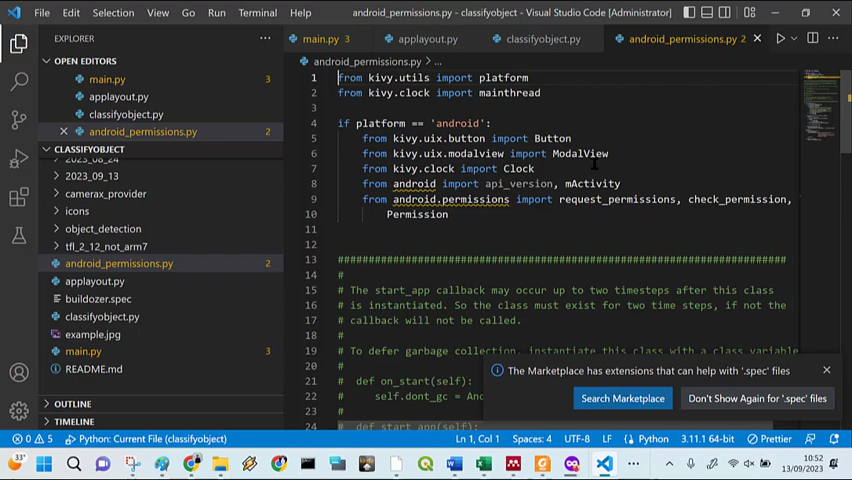 File Edit Selection View Go Run Terminal Help android_permissions.py - classifyobject - Visual Studio Code [Administrator]
EXPLORER
main.py 3
applayout.py
classifyobject.py
android_permissions.py 2
OPEN EDITORS
main.py 3
applayout.py
classifyobject.py
android_permissions.py 2
CLASSIFYOBJECT
2023_08_24
2023_09_13
camerax_provider
icons
object_detection
tfl_2_12_not_arm7
android_permissions.py 2
applayout.py
buildozer.spec
classifyobject.py
example.jpg
main.py 3
README.md
OUTLINE
TIMELINE
android_permissions.py > ...
1 from kivy.utils import platform
2 from kivy.clock import mainthread
3
4 if platform == 'android':
5 from kivy.uix.button import Button
6 from kivy.uix.modalview import ModalView
7 from kivy.clock import Clock
8 from android import api_version, mActivity
9 from android.permissions import request_permissions, check_permission,
10 Permission
11
12
13 #########################################################################
14 #
15 # The start_app callback may occur up to two timesteps after this class
16 # is instantiated. So the class must exist for two time steps, if not the
17 # callback will not be called.
18 #
19 # To defer garbage collection, instantiate this class with a class variable
20 #
21 # def on_start(self):
22 self.dont_gc = And
23 #
24 # def start_app(self):
The Marketplace has extensions that can help with '.spec' files
Search Marketplace
Don't Show Again for '.spec' files
0 5 Python: Current File (classifyobject) Ln 1, Col 1 Spaces: 4 UTF-8 LF Python 3.11.1 64-bit Prettier
33°
10:52
13/09/2023